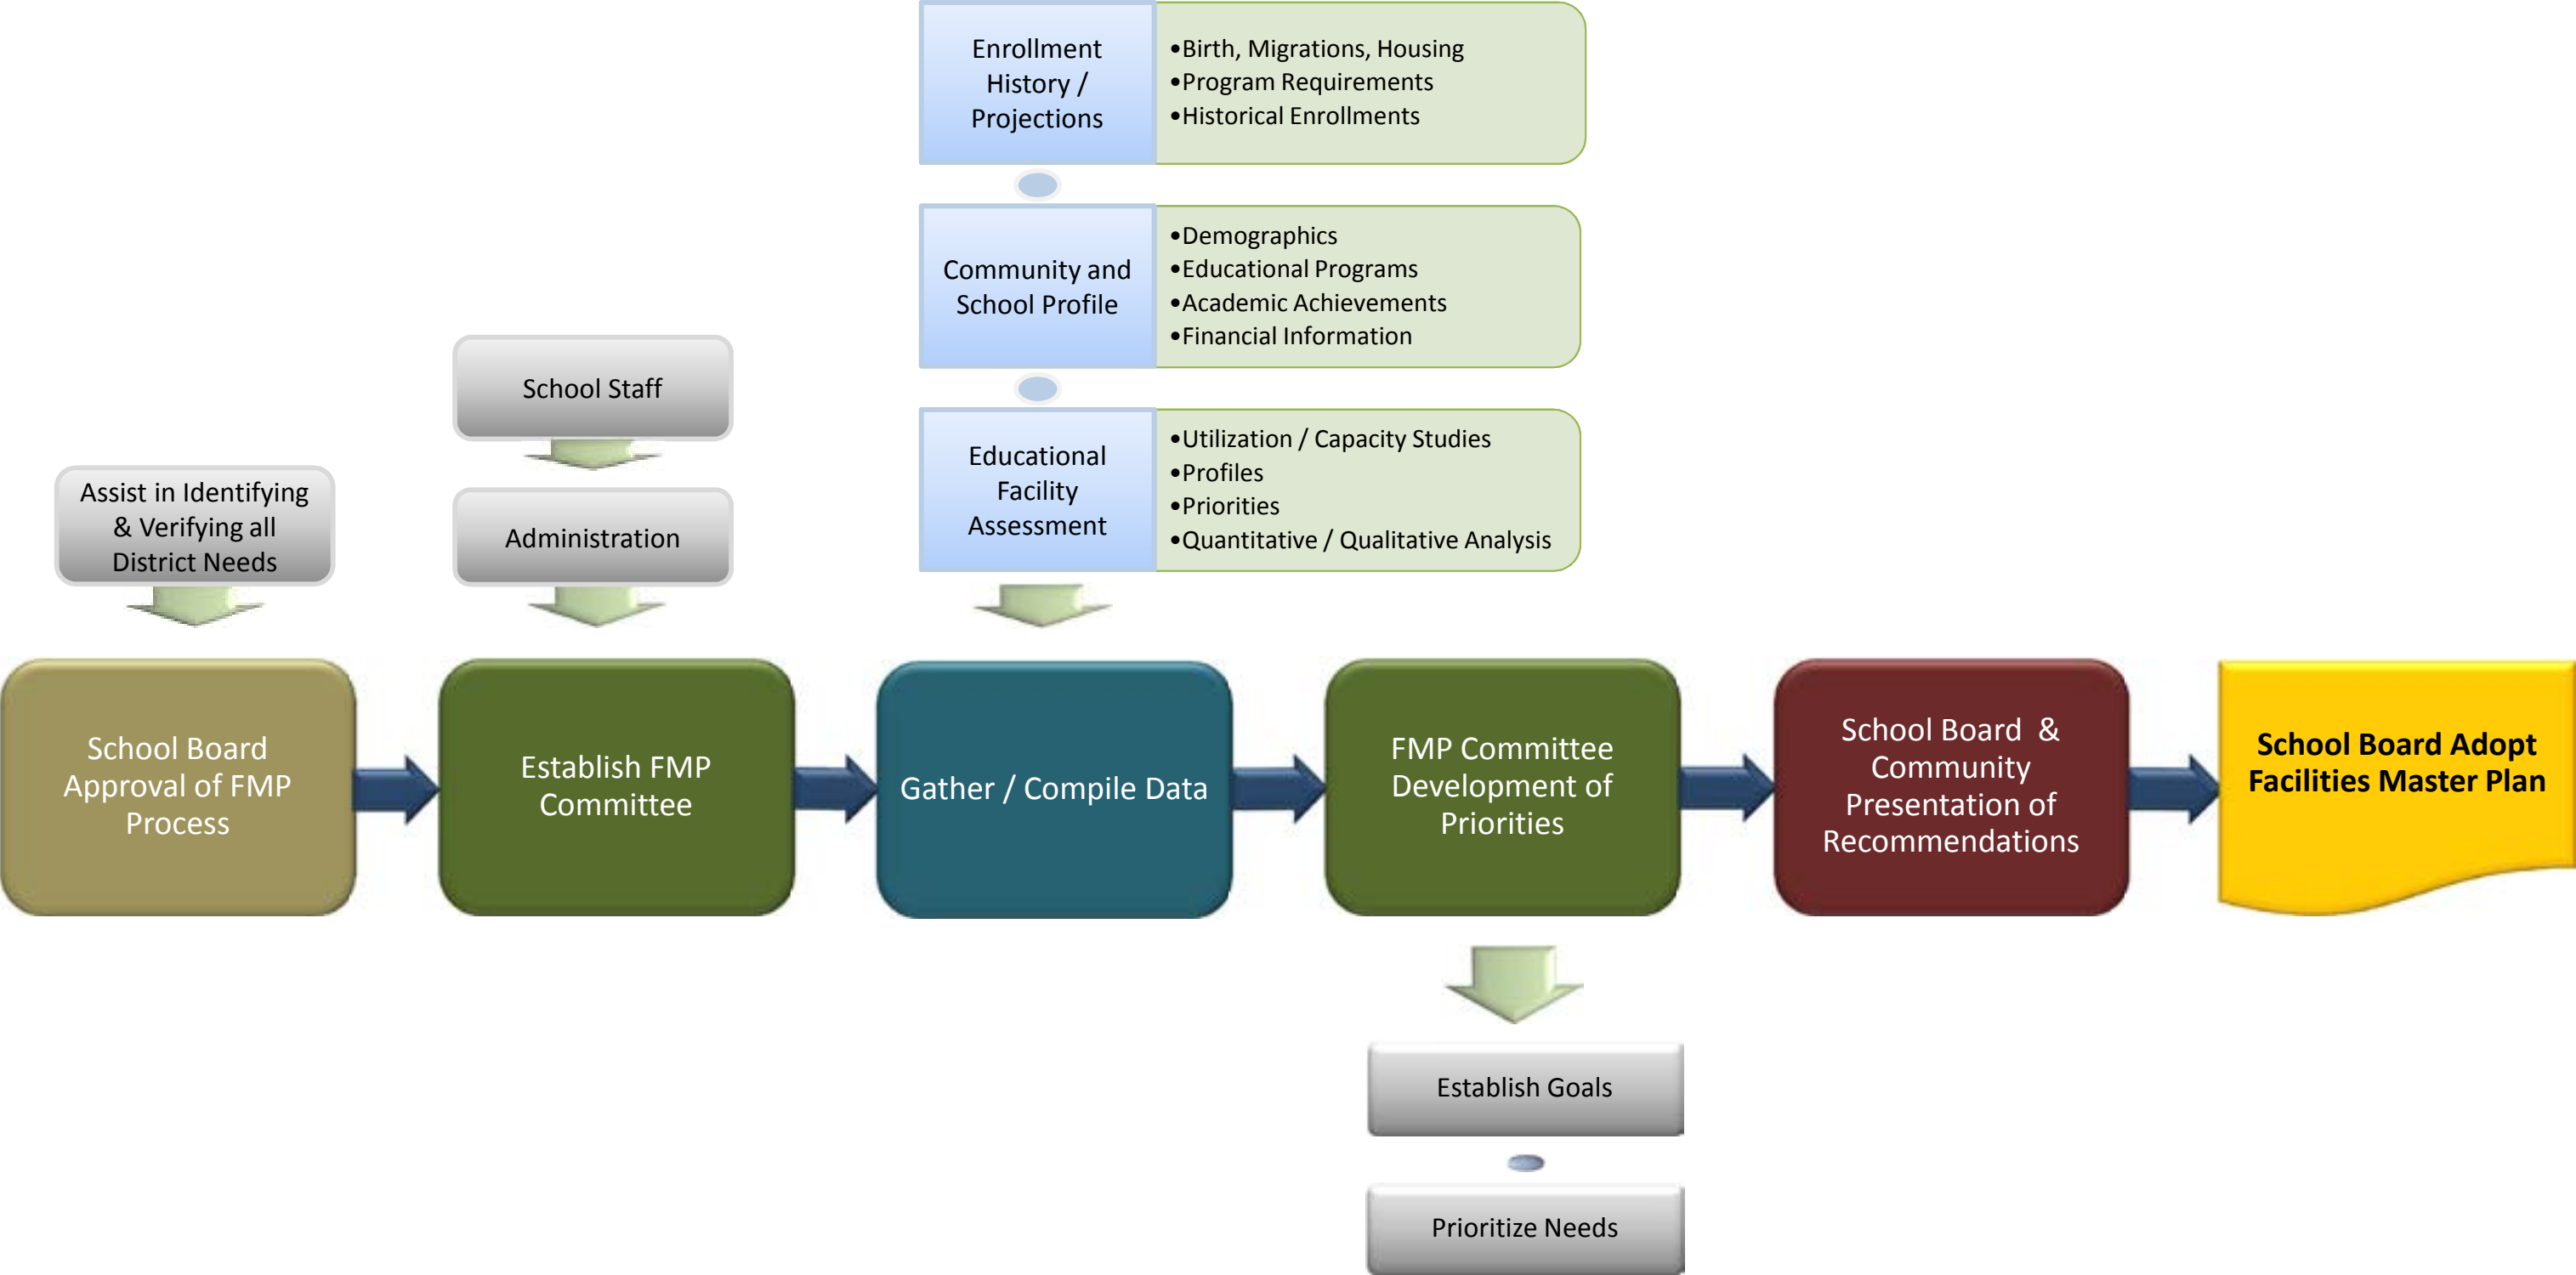 Enrollment
History /
Projections
•Birth, Migrations, Housing
•Program Requirements
•Historical Enrollments
Community and
School Profile
•Demographics
•Educational Programs
•Academic Achievements
•Financial Information
School Staff
Educational
Facility
Assessment
•Utilization / Capacity Studies
•Profiles
•Priorities
•Quantitative / Qualitative Analysis
Assist in Identifying
& Verifying all
District Needs
Administration
School Board
Approval of FMP
Process
Establish FMP
Committee
Gather / Compile Data
FMP Committee
Development of
Priorities
School Board  &
Community
Presentation of
Recommendations
School Board Adopt
Facilities Master Plan
Establish Goals
Prioritize Needs